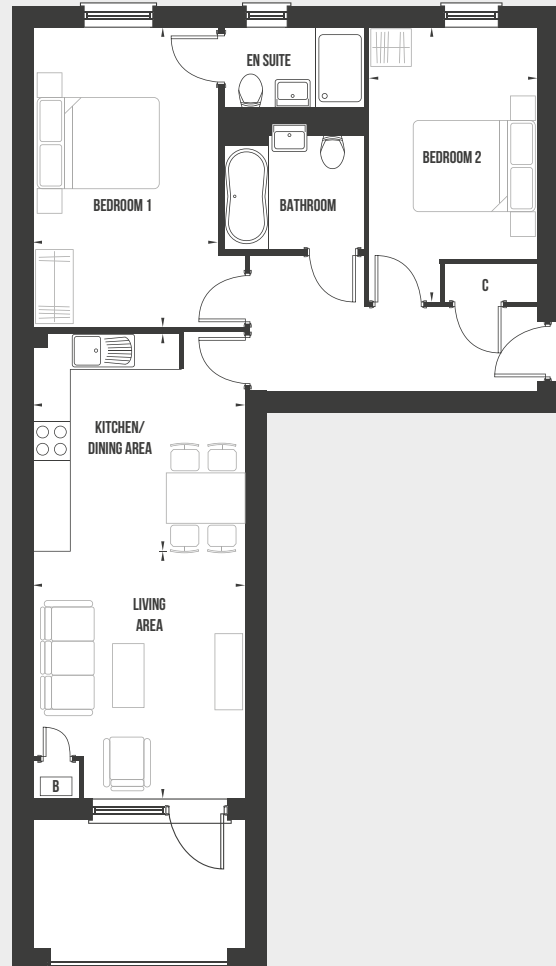 EN SUITE
BEDROOM 1
BATHROOM
BEDROOM 2
C
KITCHEN/
DINING AREA
LIVING
AREA
B